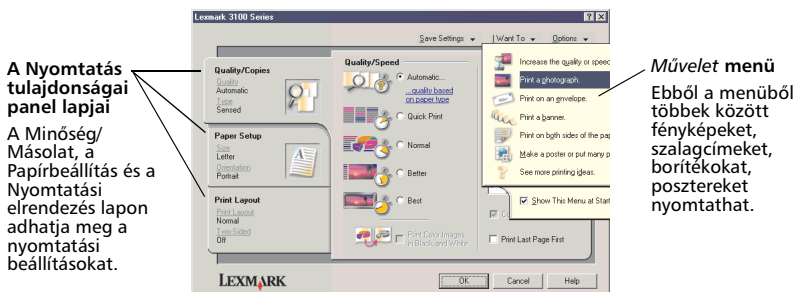 A Nyomtatás
tulajdonságai
panel lapjai
A Minőség/
Másolat, a
Papírbeállítás és a
Nyomtatási
elrendezés lapon
adhatja meg a
nyomtatási
beállításokat.
Lexmark 3100 Series
Save Settings
I Want To
Options
Quality/Copies
Quality
Automatic
Type
Sensed
Paper Setup
Size
Letter
Orientation
Portrait
Print Layout
Print Layout
Normal
Two-Sided
Off
Quality/Speed
Automatic...
...quality based
on paper type
Quick Print
Normal
Better
Best
Print Color Images
in Black and White
Increase the quality or speed
Print a photograph.
Print on an envelope.
Print a banner.
Print on both sides of the pa
Make a poster or put many p
See more printing ideas.
Show This Menu at Start
Print Last Page First
LEXMARK
OK
Cancel
Help
Művelet menü
Ebből a menüből
többek között
fényképeket,
szalagcímeket,
borítékokat,
posztereket
nyomtathat.